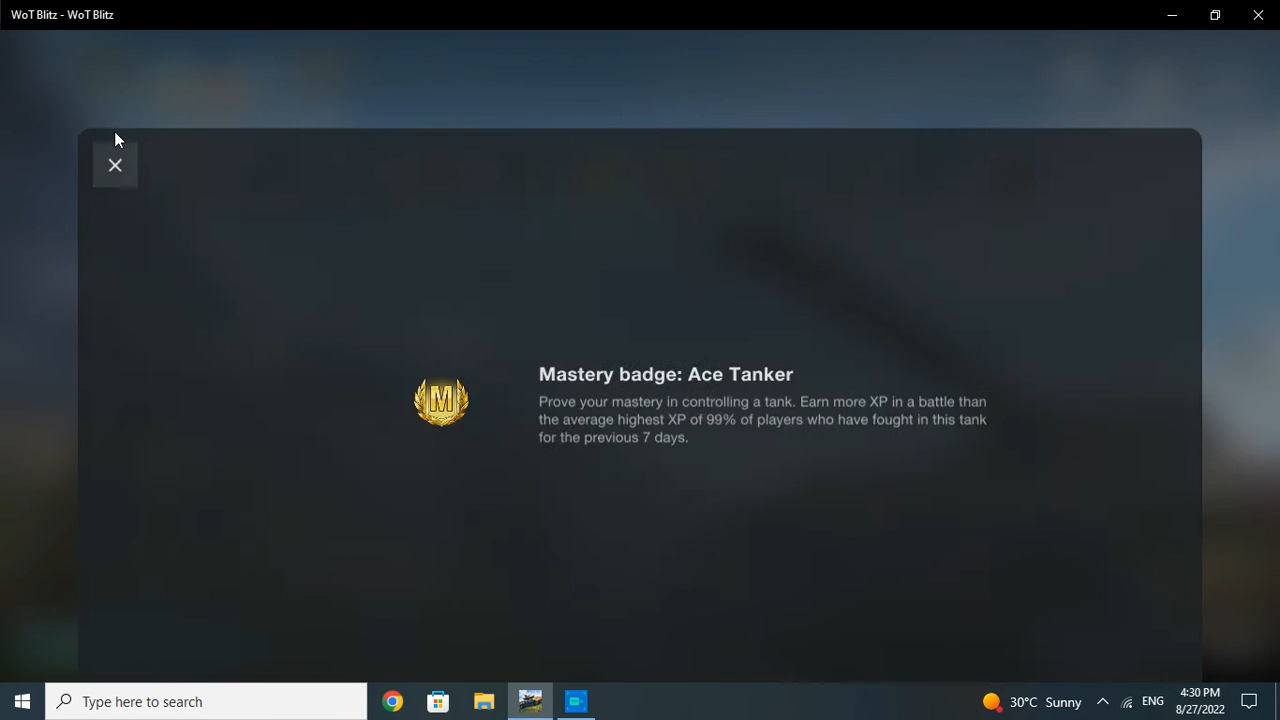 WoT Blitz - WoT Blitz
M
Mastery badge: Ace Tanker
Prove your mastery in controlling a tank. Earn more XP in a battle than
the average highest XP of 99% of players who have fought in this tank
for the previous 7 days.
Type here to search
30°C Sunny
ENG
4:30 PM
8/27/2022